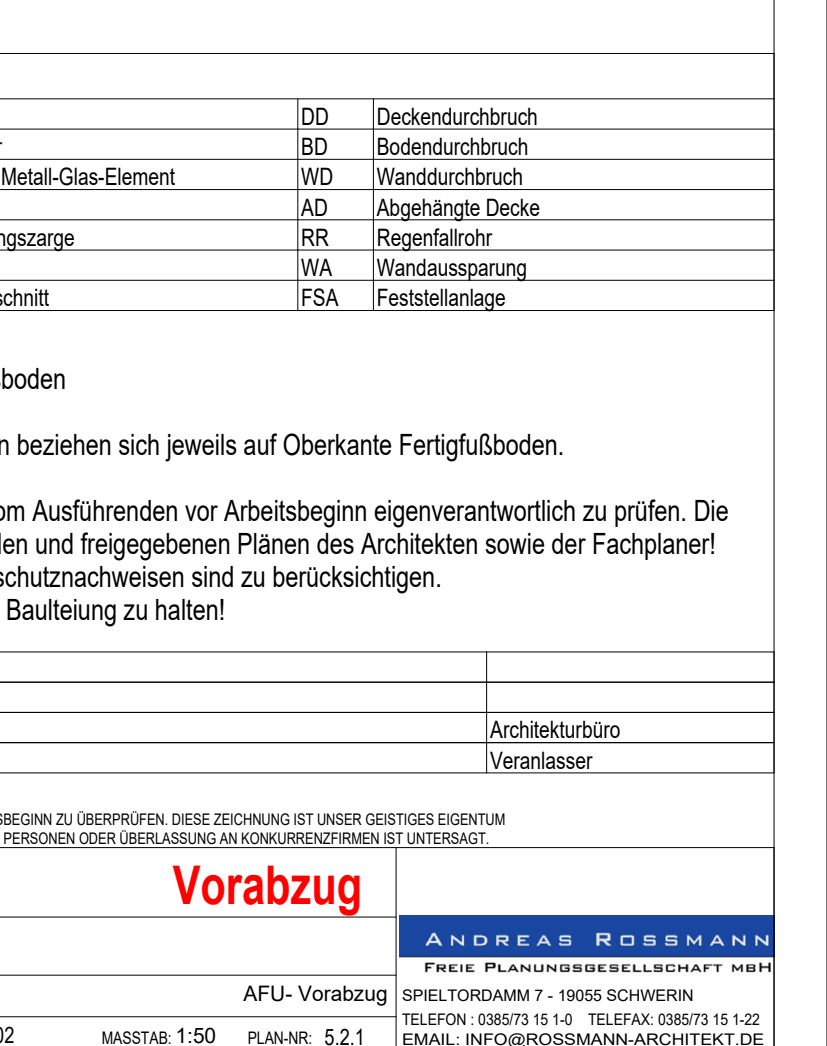 DD Deckendurchbruch
r BD Bodendurchbruch
Metall-Glas-Element WD Wanddurchbruch
AD Abgehängte Decke
ngszarge RR Regenfallrohr
WA Wandaussparung
schnitt FSA Feststellanlage
sboden
n beziehen sich jeweils auf Oberkante Fertigfußboden.
om Ausführenden vor Arbeitsbeginn eigenverantwortlich zu prüfen. Die
den und freigegebenen Plänen des Architekten sowie der Fachplaner!
schutznachweisen sind zu berücksichtigen.
Baulteiung zu halten!
Architekturbüro
Veranlasser
SBEGINN ZU ÜBERPRÜFEN. DIESE ZEICHNUNG IST UNSER GEISTIGES EIGENTUM
PERSONEN ODER ÜBERLASSUNG AN KONKURRENZFIRMEN IST UNTERSAGT.
Vorabzug
ANDREAS ROSSMANN
FREIE PLANUNGSGESELLSCHAFT MBH
AFU- Vorabzug SPIELTORDAMM 7 - 19055 SCHWERIN
TELEFON : 0385/73 15 1-0 TELEFAX: 0385/73 15 1-22
02 MASSTAB: 1:50 PLAN-NR: 5.2.1 EMAIL: INFO@ROSSMANN-ARCHITEKT.DE